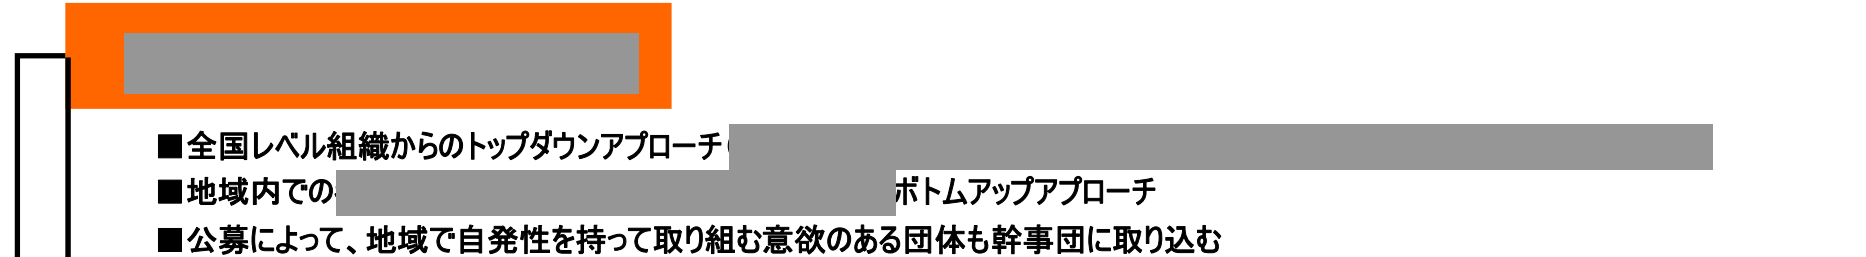 ■全国レベル組織からのトップダウンアプローチ
■地域内での ボトムアップアプローチ
■公募によって、地域で自発性を持って取り組む意欲のある団体も幹事団に取り込む